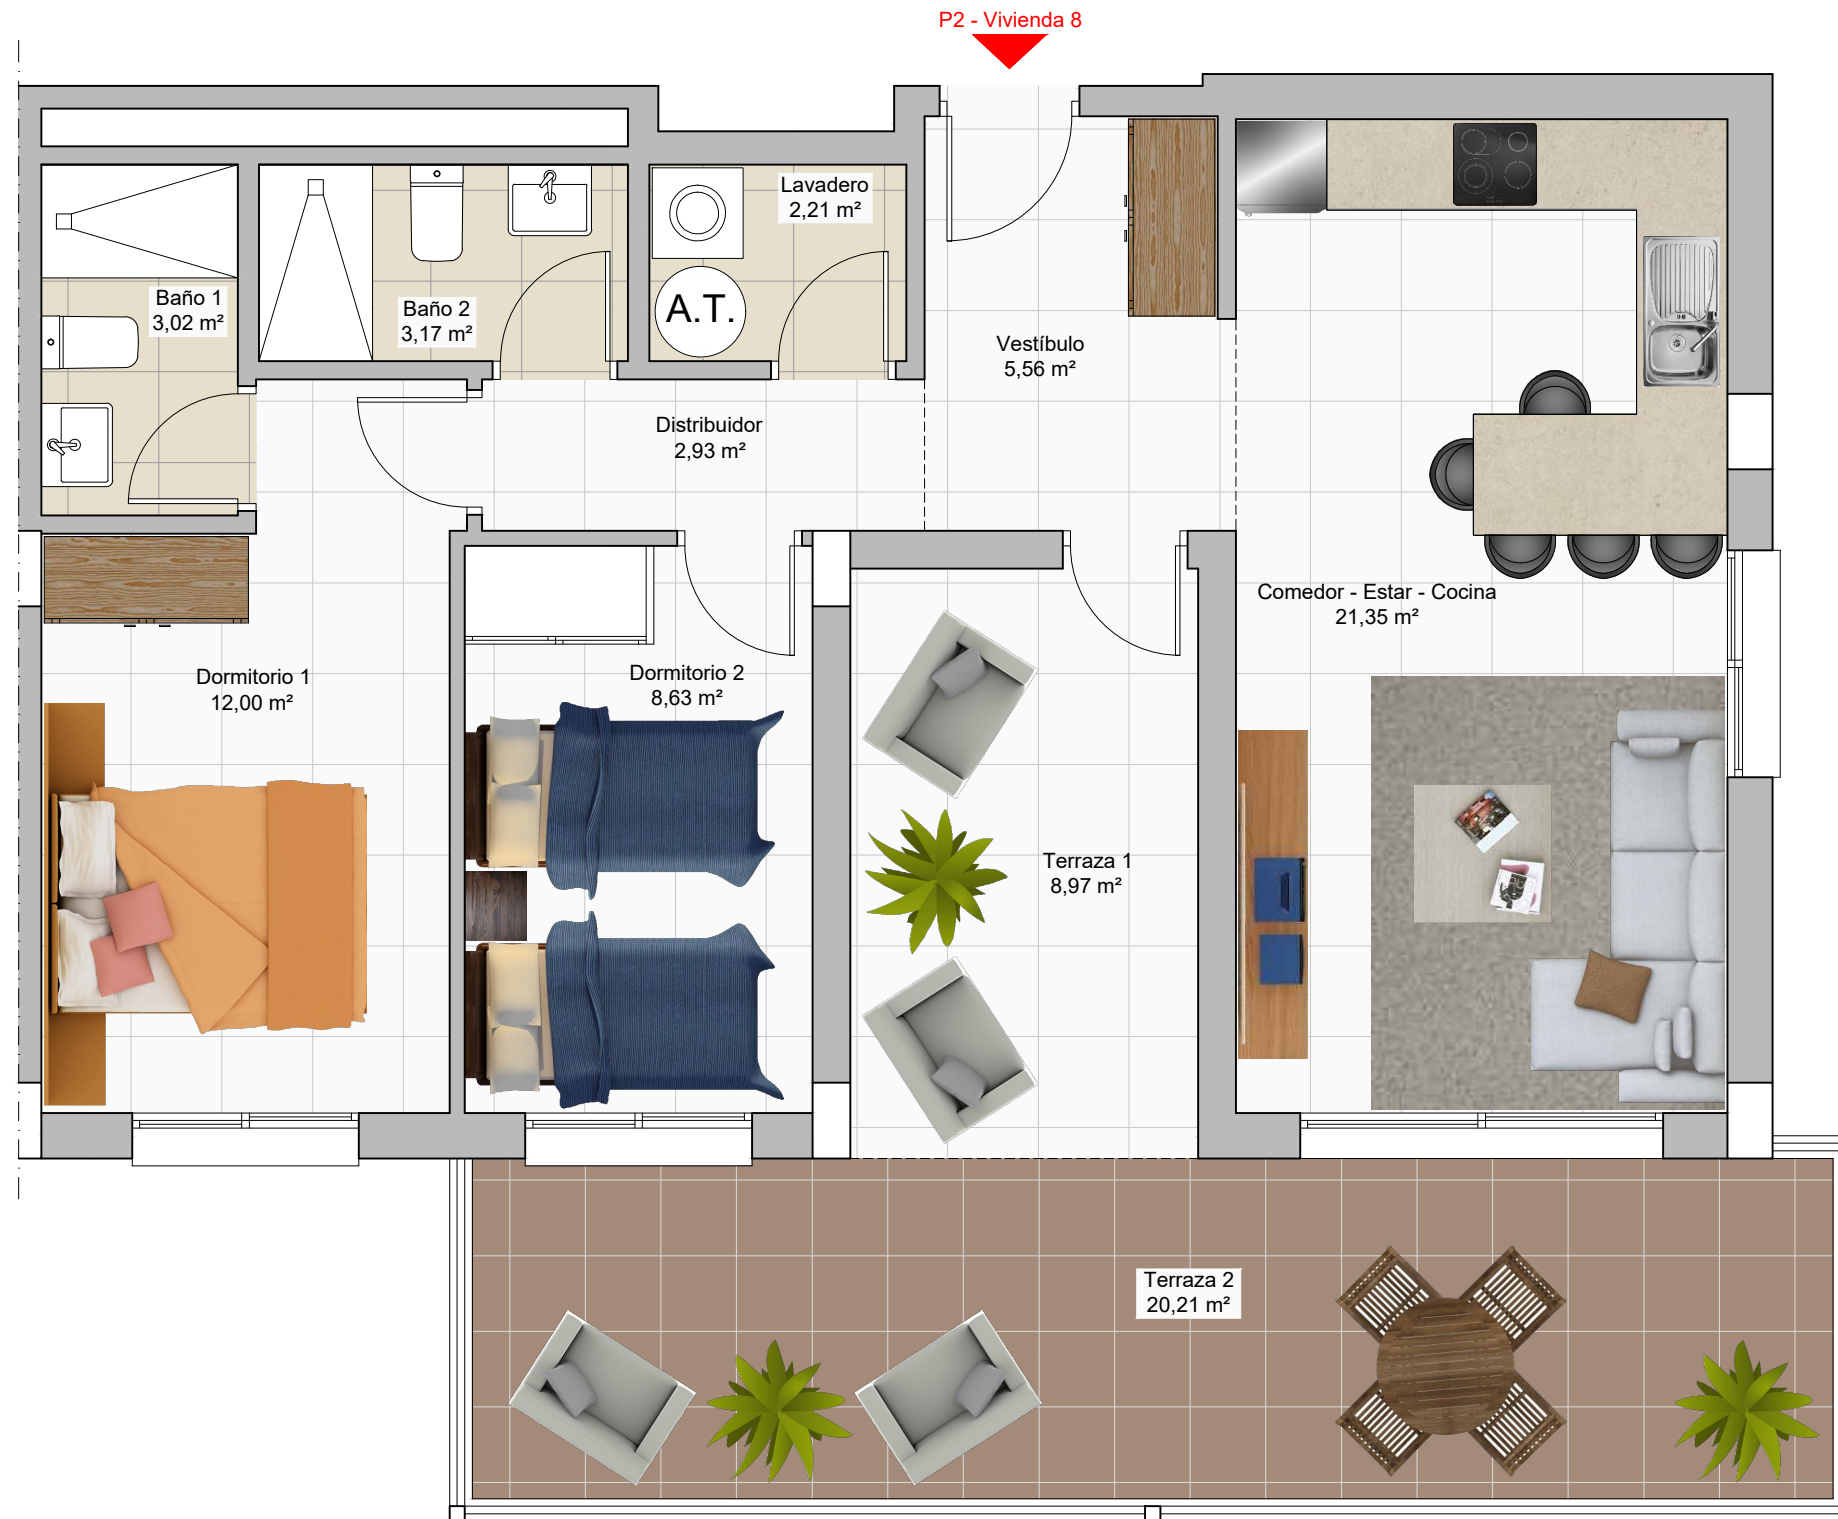 P2 - Vivienda 8
Lavadero
2,21 m²
Baño 1
3,02 m²
Baño 2
3,17 m²
A.T.
Vestíbulo
5,56 m²
Distribuidor
2,93 m²
Comedor - Estar - Cocina
21,35 m²
Dormitorio 1
12,00 m²
Dormitorio 2
8,63 m²
Terraza 1
8,97 m²
Terraza 2
20,21 m²